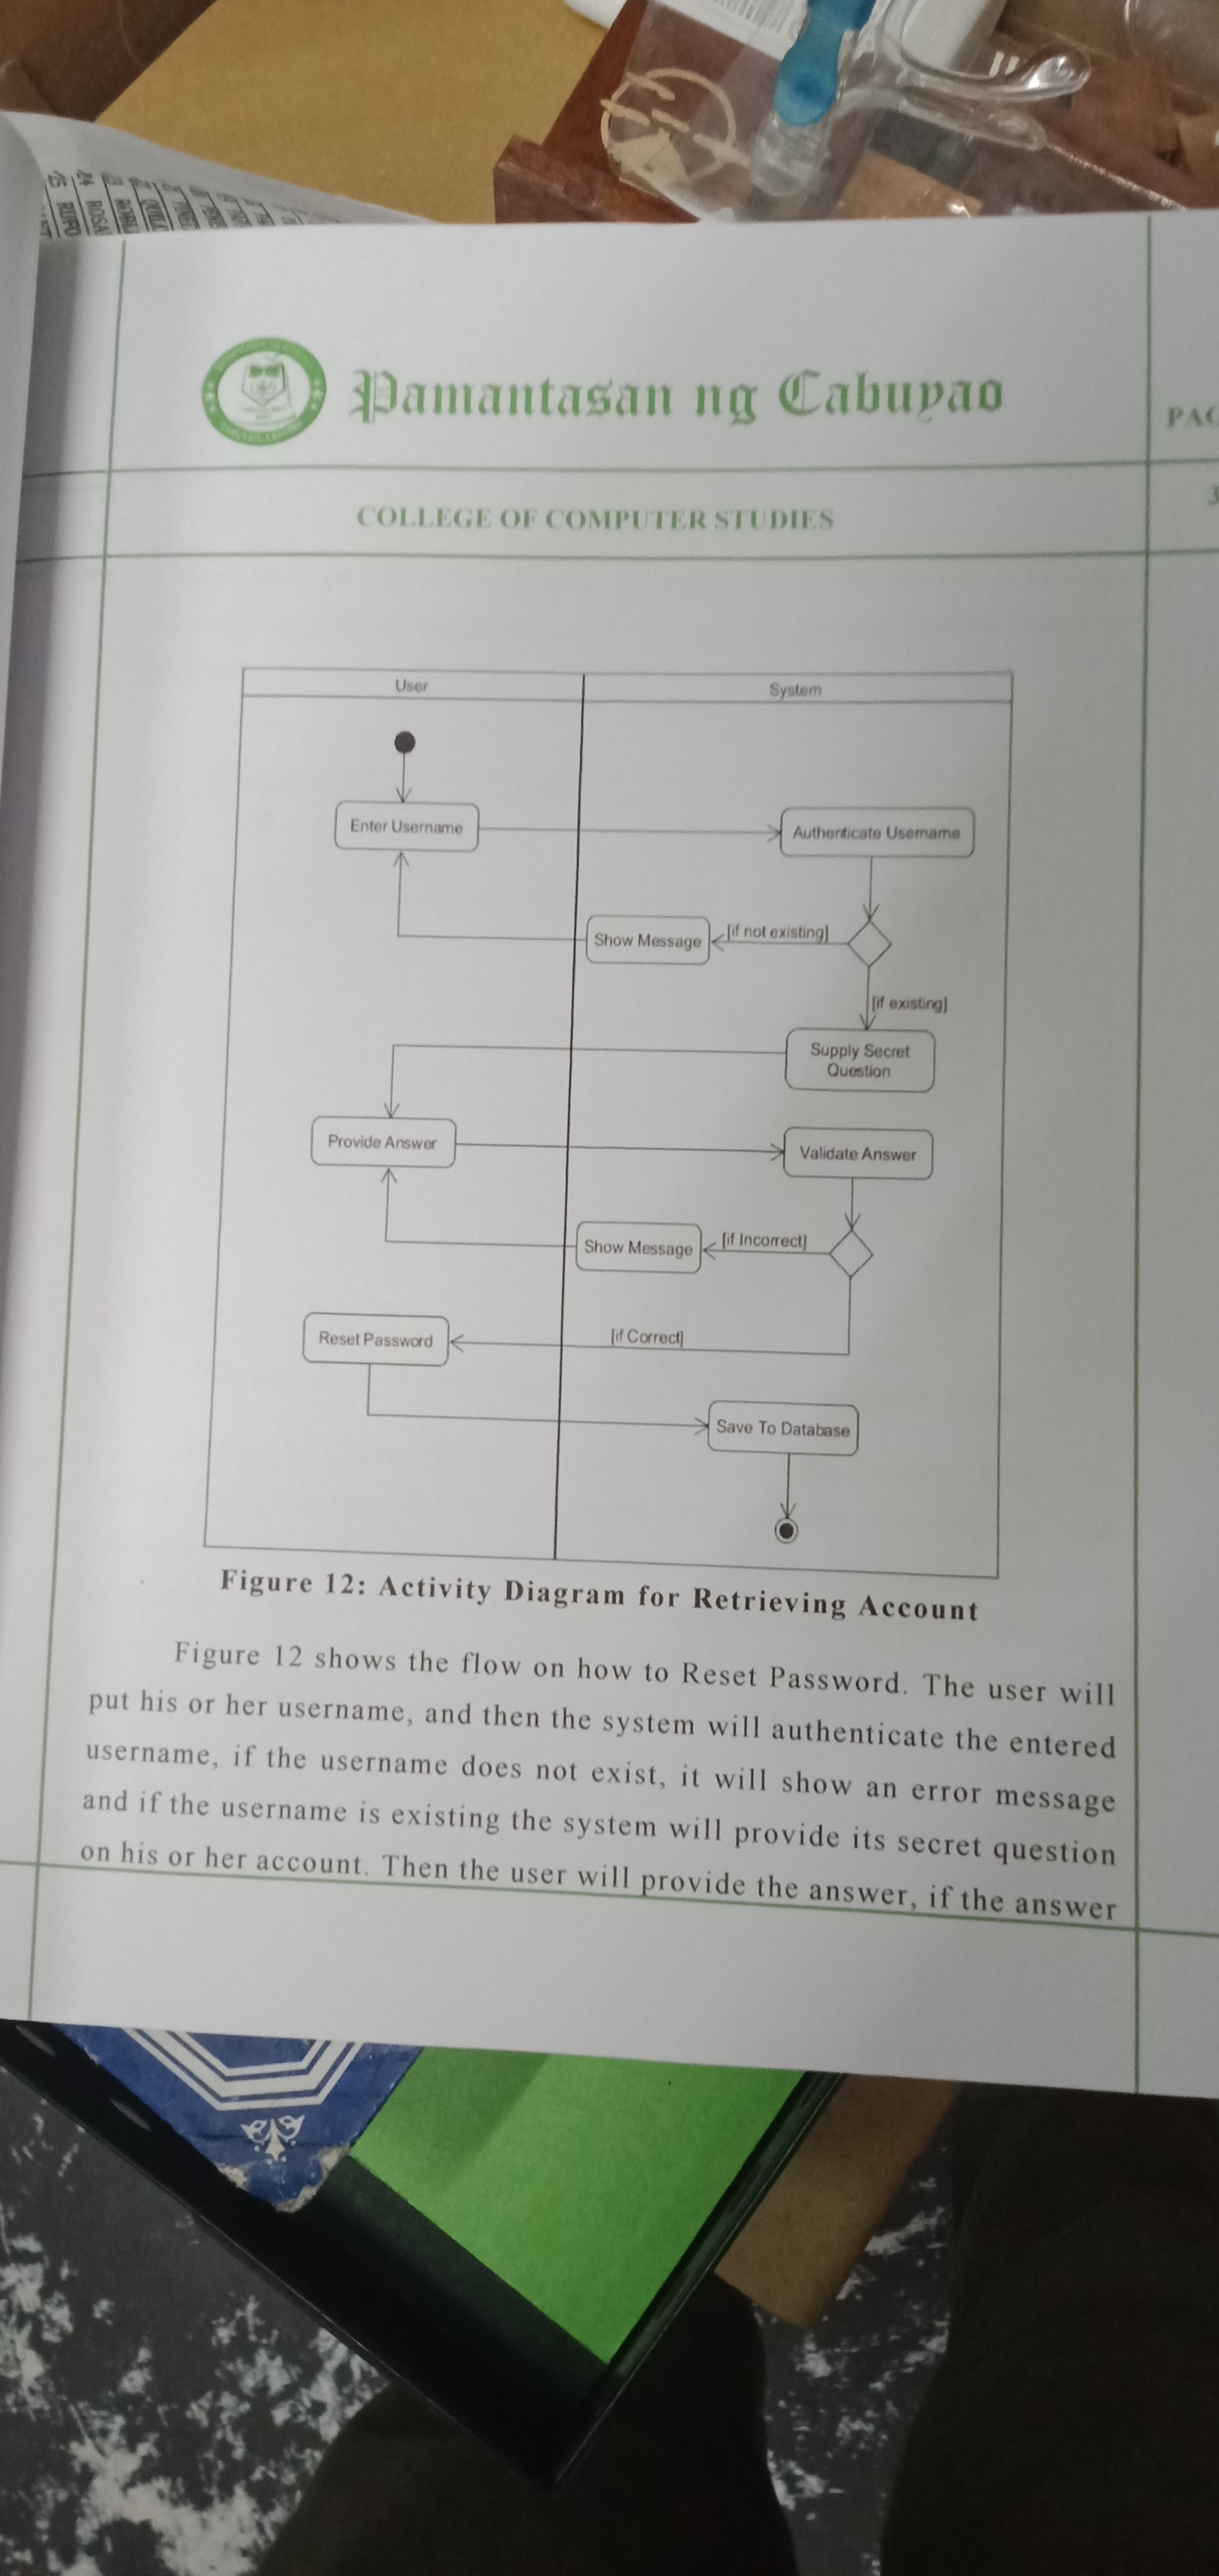 ROSA
Pamantasan ng Cabuyao
PAG
COLLEGE OF COMPUTER STUDIES
3
User
System
Enter Username
Authenticate Username
Show Message
[if not existing]
[if existing]
Supply Secret
Question
Provide Answer
Validate Answer
Show Message
[if Incorrect]
Reset Password
[if Correct]
Save To Database
Figure 12: Activity Diagram for Retrieving Account
Figure 12 shows the flow on how to Reset Password. The user will
put his or her username, and then the system will authenticate the entered
username, if the username does not exist, it will show an error message
and if the username is existing the system will provide its secret question
on his or her account. Then the user will provide the answer, if the answer